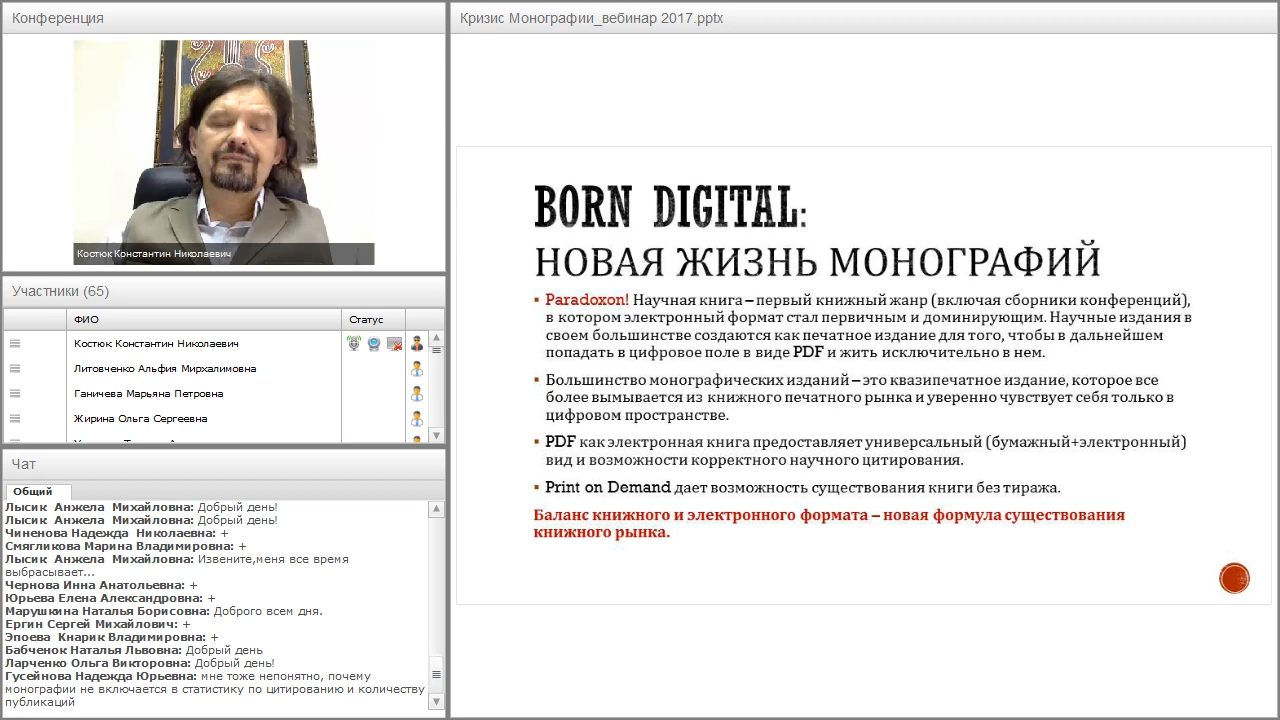 Конференция
Костюк Константин Николаевич
Участники (65)
ФИО
Статус
Костюк Константин Николаевич
Литовченко Альфия Мирхалимовна
Ганичева Марьяна Петровна
Жирина Ольга Сергеевна
Чат
Общий
Лысик Анжела Михайловна: Добрый день!
Лысик Анжела Михайловна: Добрый день!
Чиненова Надежда Николаевна: +
Смягликова Марина Владимировна: +
Лысик Анжела Михайловна: Извените,меня все время
выбрасывает...
Чернова Инна Анатольевна: +
Юрьева Елена Александровна: +
Марушкина Наталья Борисовна: Доброго всем дня.
Ергин Сергей Михайлович: +
Эпоева Кнарик Владимировна: +
Бабченок Наталья Львовна: Добрый день
Ларченко Ольга Викторовна: Добрый день!
Гусейнова Надежда Юрьевна: мне тоже непонятно, почему
монографии не включается в статистику по цитированию и количеству
публикаций
Кризис Монографии_вебинар 2017.pptx
BORN DIGITAL:
НОВАЯ ЖИЗНЬ МОНОГРАФИЙ
Paradoxon! Научная книга – первый книжный жанр (включая сборники конференций),
в котором электронный формат стал первичным и доминирующим. Научные издания в
своем большинстве создаются как печатное издание для того, чтобы в дальнейшем
попадать в цифровое поле в виде PDF и жить исключительно в нем.
Большинство монографических изданий – это квазипечатное издание, которое все
более вымывается из книжного печатного рынка и уверенно чувствует себя только в
цифровом пространстве.
PDF как электронная книга предоставляет универсальный (бумажный+электронный)
вид и возможности корректного научного цитирования.
Print on Demand дает возможность существования книги без тиража.
Баланс книжного и электронного формата – новая формула существования
книжного рынка.